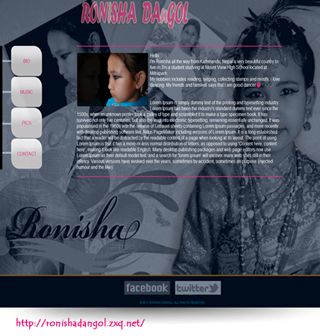 RONISHA DAnGOL
BIO
MUSIC
PICS
CONTACT
Hello
I'm Ronisha all the way from Kathmandu, Nepal a very beautiful country to
live in. I'm a student studying at Mount View High School located at
My hobbies includes reading, singing, collecting stamps and mostly I love
dancing. My friends and herself says that I am good dancer
Lorem Ipsum is simply dummy text of the printing and typesetting industry.
Lorem Ipsum has been the industry's standard dummy text ever since the
1500s, when an unknown printer took a galley of type and scrambled it to make a type specimen book. It has
survived not only five centuries, but also the leap into electronic typesetting, remaining essentially unchanged. It was
popularised in the 1960s with the release of Letraset sheets containing Lorem Ipsum passages, and more recently
with desktop publishing software like Aldus PageMaker including versions of Lorem Ipsum. It is a long established
fact that a reader will be distracted by the readable content of a page when looking at its layout. The point of using
Lorem Ipsum is that it has a more-or-less normal distribution of letters, as opposed to using 'Content here, content
here', making it look like readable English. Many desktop publishing packages and web page editors now use
Lorem Ipsum as their default model text, and a search for 'lorem ipsum' will uncover many web sites still in their
infancy. Various versions have evolved over the years, sometimes by accident, sometimes on purpose (injected
humour and the like).
Ronisha
facebook twitter
http://ronishadangol.zxq.net/